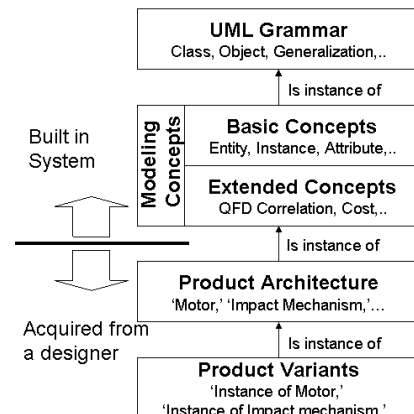 UML Grammar
Class, Object, Generalization,..
Is instance of
Built in
System
Modeling
Concepts
Basic Concepts
Entity, Instance, Attribute,..
Extended Concepts
QFD Correlation, Cost,..
Is instance of
Product Architecture
‘Motor,’ ‘Impact Mechanism,’…
Acquired from
a designer
Is instance of
Product Variants
‘Instance of Motor,’
‘Instance of Impact mechanism,’